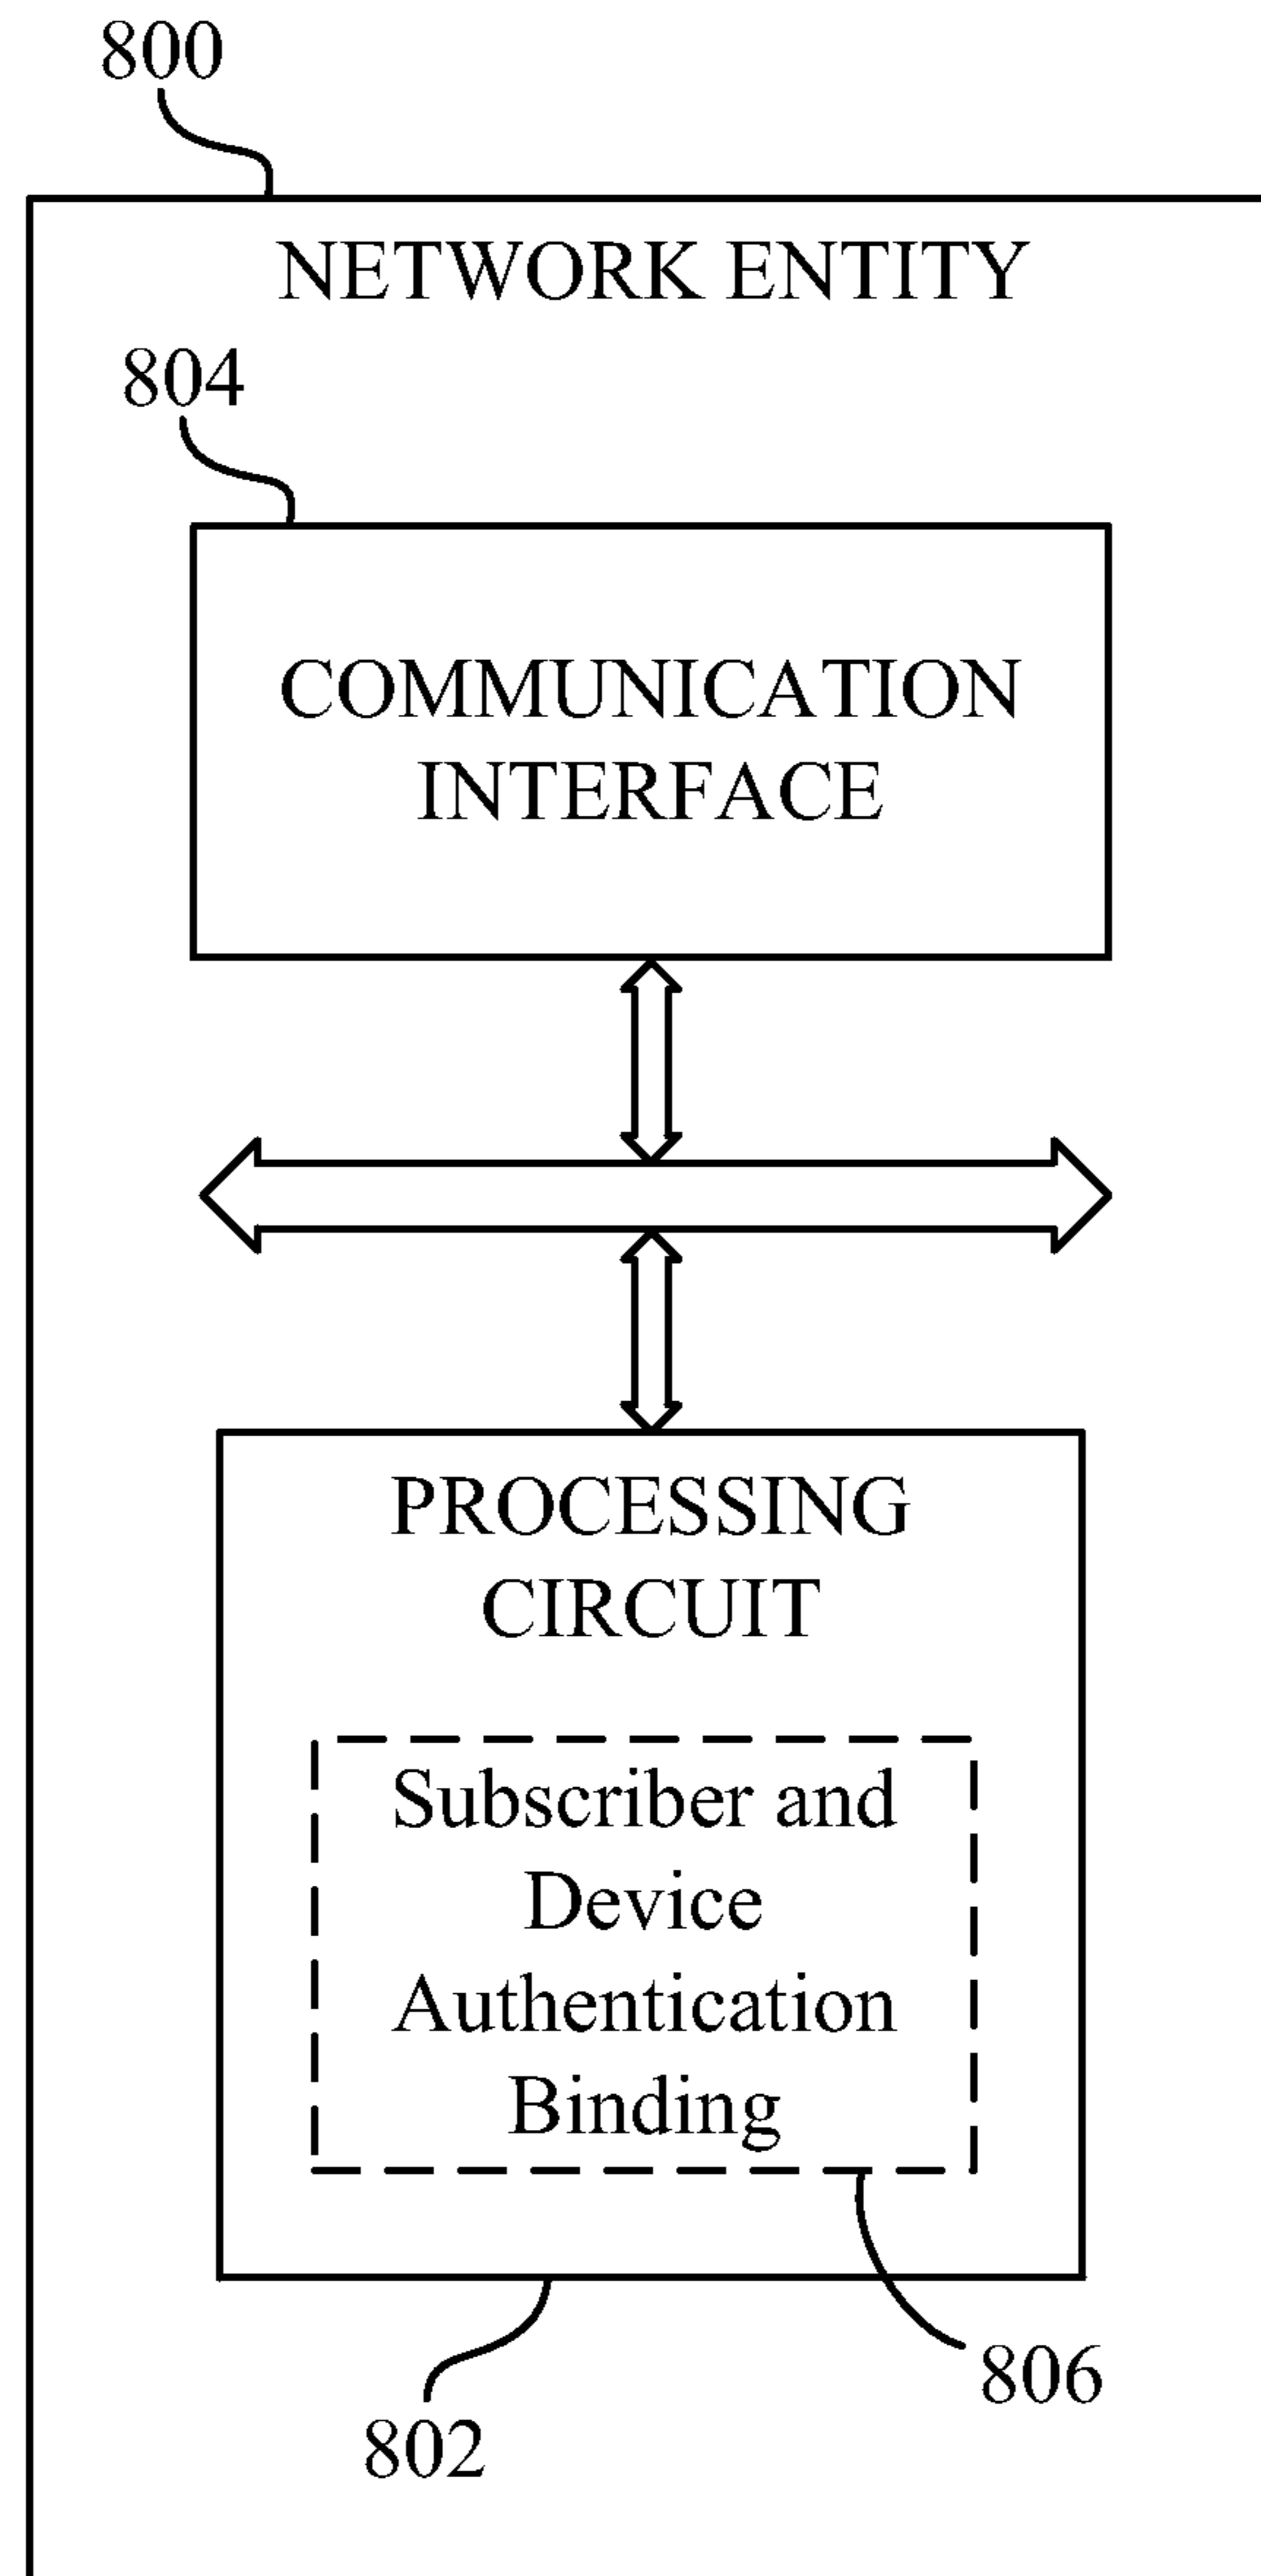 800
NETWORK ENTITY
804
COMMUNICATION
INTERFACE
PROCESSING
CIRCUIT
Subscriber and
Device
Authentication
Binding
806
802